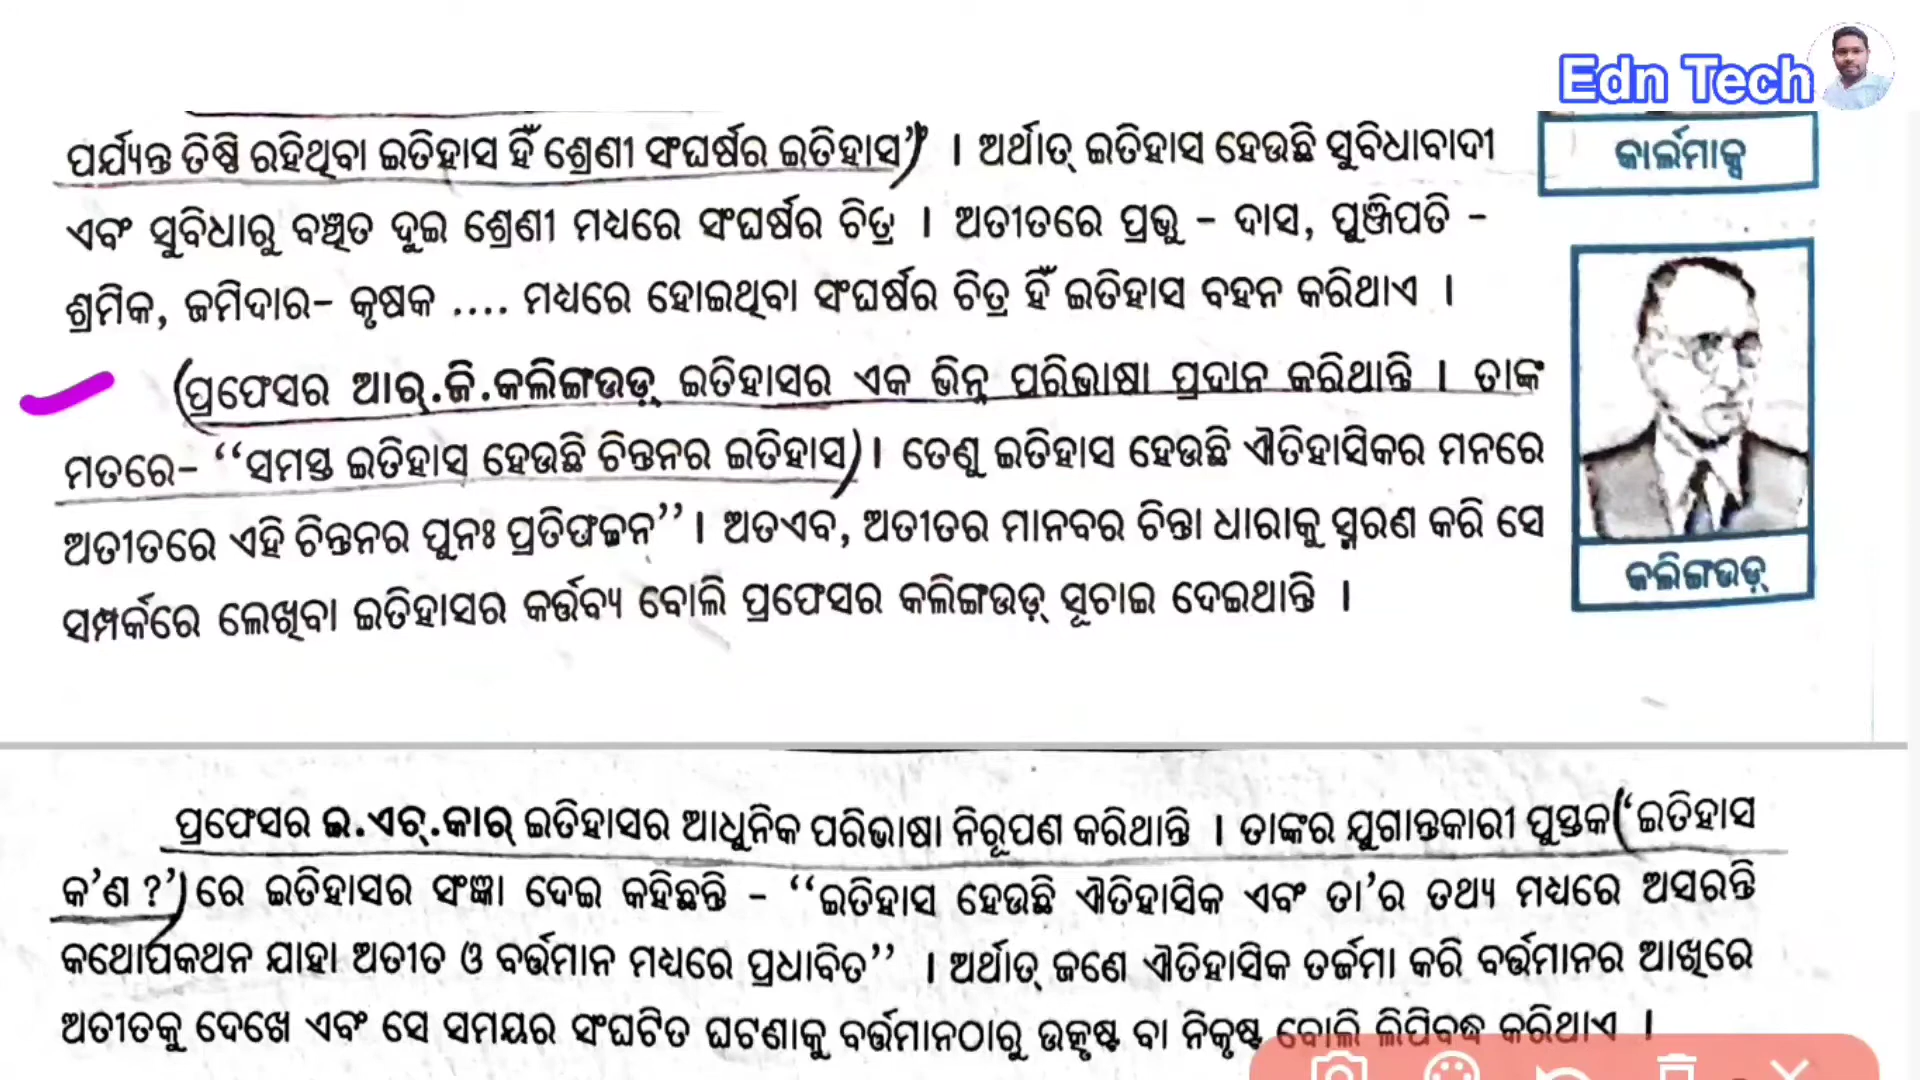 Edn Tech
ପର୍ଯ୍ୟନ୍ତ ତିଷ୍ଠି ରହିଥିବା ଇତିହାସ ହିଁ ଶ୍ରେଣୀ ସଂଘର୍ଷର ଇତିହାସ’’ । ଅର୍ଥାତ୍ ଇତିହାସ ହେଉଛି ସୁବିଧାବାଦୀ
କାର୍ଲମାକ୍ସ
ଏବଂ ସୁବିଧାରୁ ବଞ୍ଚିତ ଦୁଇ ଶ୍ରେଣୀ ମଧ୍ୟରେ ସଂଘର୍ଷର ଚିତ୍ର । ଅତୀତରେ ପ୍ରଭୁ – ଦାସ, ପୁଞ୍ଜିପତି –
ଶ୍ରମିକ, ଜମିଦାର– କୃଷକ .... ମଧ୍ୟରେ ହୋଇଥିବା ସଂଘର୍ଷର ଚିତ୍ର ହିଁ ଇତିହାସ ବହନ କରିଥାଏ ।
(ପ୍ରଫେସର ଆର୍.ଜି.କଲିଙ୍ଗଉଡ଼୍ ଇତିହାସର ଏକ ଭିନ୍ନ ପରିଭାଷା ପ୍ରଦାନ କରିଥାନ୍ତି । ତାଙ୍କ
ମତରେ– ‘‘ସମସ୍ତ ଇତିହାସ ହେଉଛି ଚିନ୍ତନର ଇତିହାସ) । ତେଣୁ ଇତିହାସ ହେଉଛି ଐତିହାସିକର ମନରେ
ଅତୀତରେ ଏହି ଚିନ୍ତନର ପୁନଃ ପ୍ରତିଫଳନ’’ । ଅତଏବ, ଅତୀତର ମାନବର ଚିନ୍ତା ଧାରାକୁ ସ୍ମରଣ କରି ସେ
ସମ୍ପର୍କରେ ଲେଖିବା ଇତିହାସର କର୍ତ୍ତବ୍ୟ ବୋଲି ପ୍ରଫେସର କଲିଙ୍ଗଉଡ଼୍ ସୂଚାଇ ଦେଇଥାନ୍ତି ।
କଲିଙ୍ଗଉଡ଼୍
ପ୍ରଫେସର ଇ.ଏଚ୍.କାର୍ ଇତିହାସର ଆଧୁନିକ ପରିଭାଷା ନିରୂପଣ କରିଥାନ୍ତି । ତାଙ୍କର ଯୁଗାନ୍ତକାରୀ ପୁସ୍ତକ(‘ଇତିହାସ
କ’ଣ ?’)ରେ ଇତିହାସର ସଂଜ୍ଞା ଦେଇ କହିଛନ୍ତି – ‘‘ଇତିହାସ ହେଉଛି ଐତିହାସିକ ଏବଂ ତା’ର ତଥ୍ୟ ମଧ୍ୟରେ ଅସରନ୍ତି
କଥୋପକଥନ ଯାହା ଅତୀତ ଓ ବର୍ତ୍ତମାନ ମଧ୍ୟରେ ପ୍ରଧାବିତ’’ । ଅର୍ଥାତ୍ ଜଣେ ଐତିହାସିକ ତର୍ଜମା କରି ବର୍ତ୍ତମାନର ଆଖିରେ
ଅତୀତକୁ ଦେଖେ ଏବଂ ସେ ସମୟର ସଂଘଟିତ ଘଟଣାକୁ ବର୍ତ୍ତମାନଠାରୁ ଉତ୍କୃଷ୍ଟ ବା ନିକୃଷ୍ଟ ବୋଲି ଲିପିବଦ୍ଧ କରିଥାଏ ।